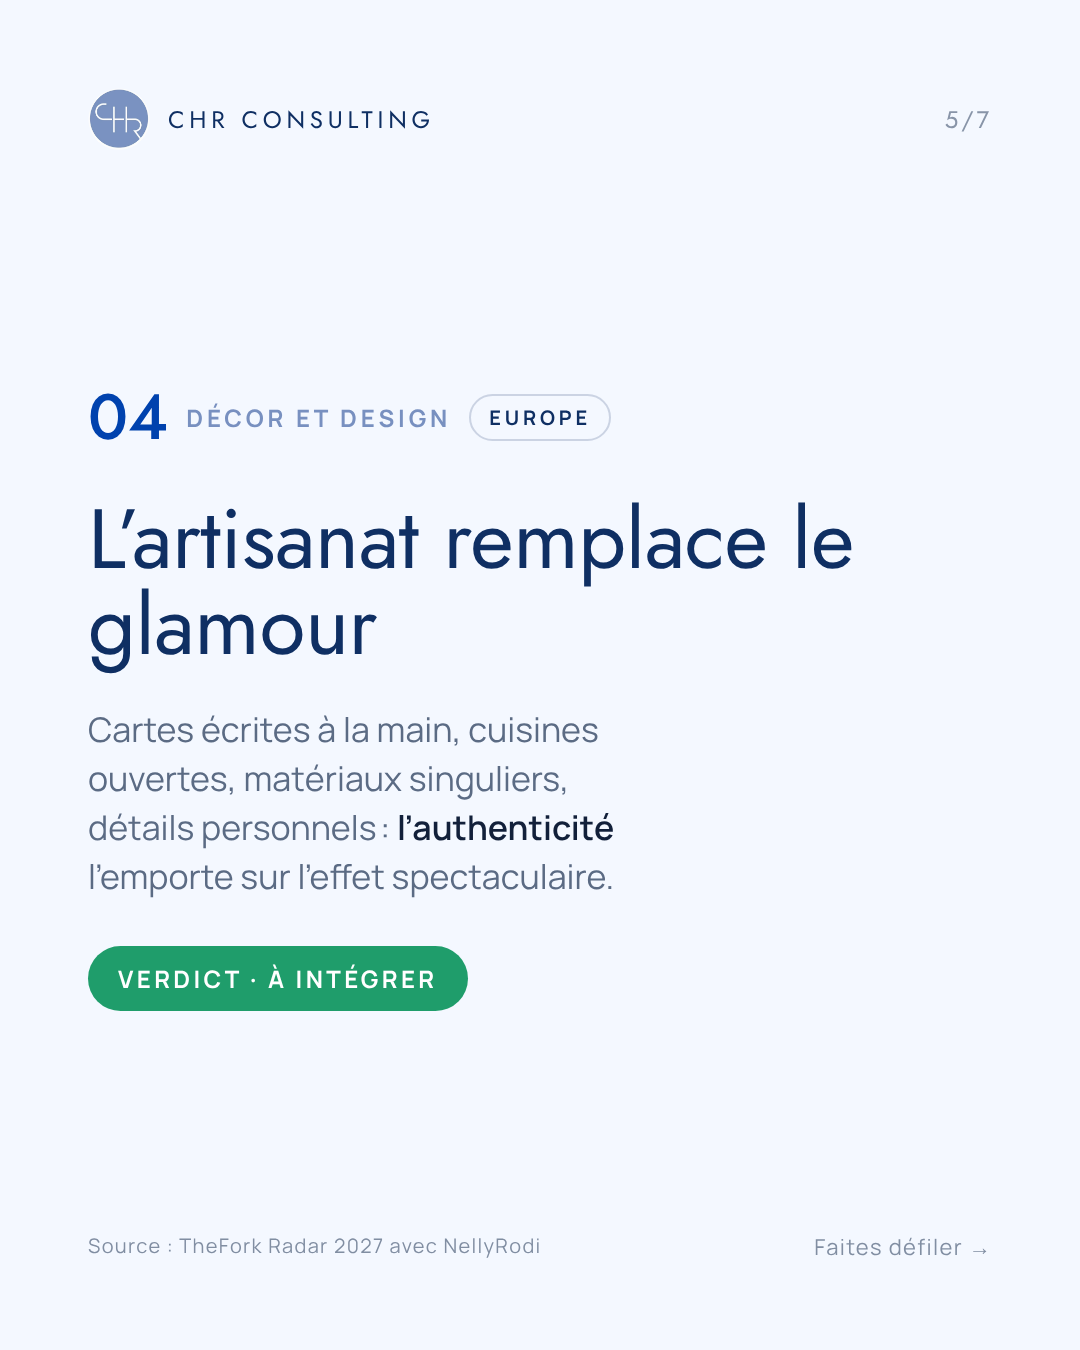 CHR CHR CONSULTING 5/7
04 DÉCOR ET DESIGN EUROPE
L’artisanat remplace le
glamour
Cartes écrites à la main, cuisines
ouvertes, matériaux singuliers,
détails personnels : l’authenticité
l’emporte sur l’effet spectaculaire.
VERDICT · À INTÉGRER
Source : TheFork Radar 2027 avec NellyRodi
Faites défiler →